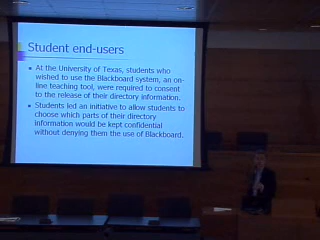 Student end-users
At the University of Texas, students who
wished to use the Blackboard system, an on-
line teaching tool, were required to consent
to the release of their directory information.
Students led an initiative to allow students to
choose which parts of their directory
information would be kept confidential
without denying them the use of Blackboard.